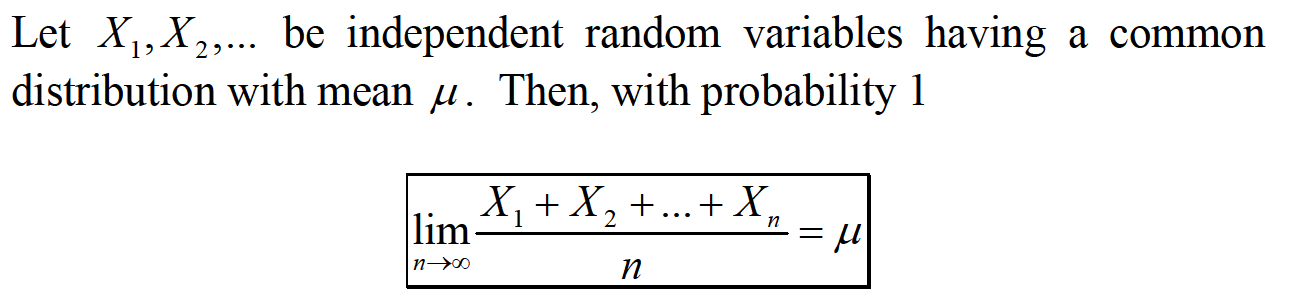 Let X₁, X₂,... be independent random variables having a common
distribution with mean μ. Then, with probability 1
lim n→∞ (X₁ + X₂ + ... + Xₙ) / n = μ